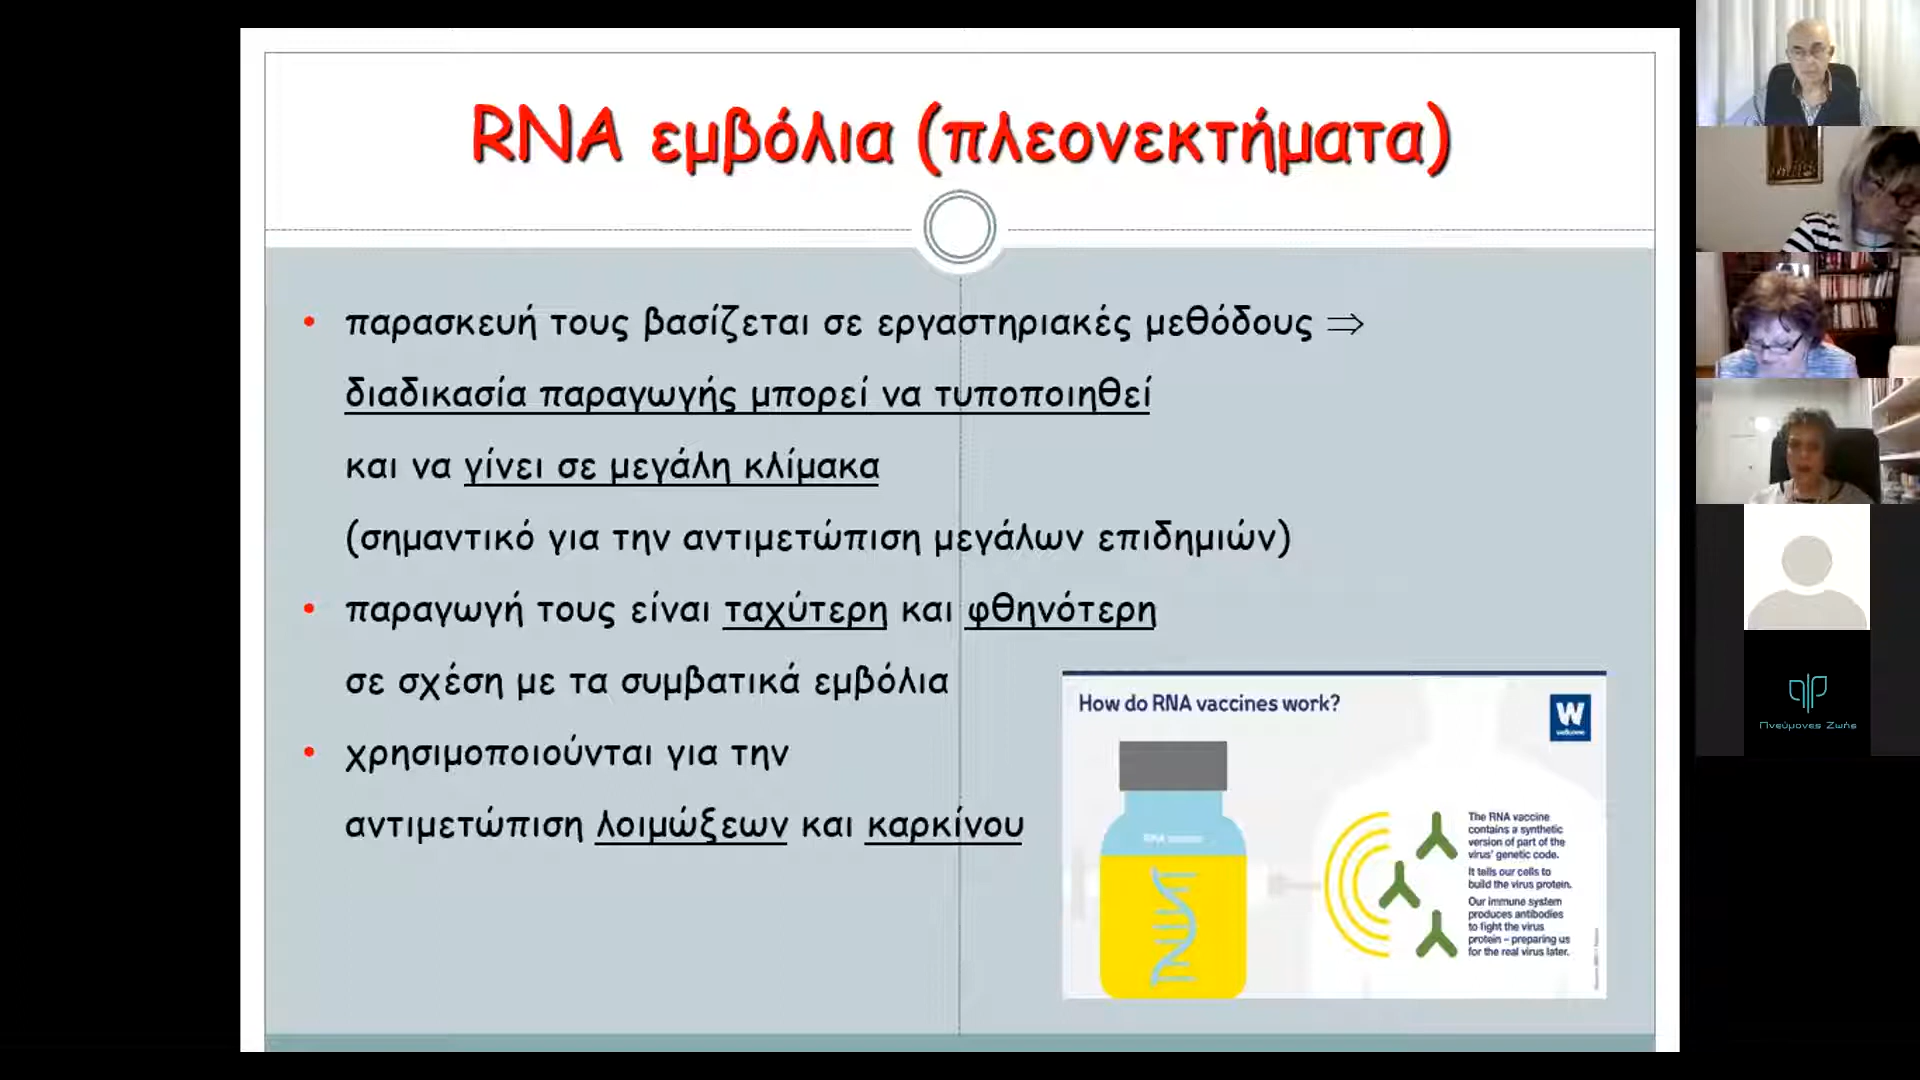 RNA εμβόλια (πλεονεκτήματα)
• παρασκευή τους βασίζεται σε εργαστηριακές μεθόδους ⇒
διαδικασία παραγωγής μπορεί να τυποποιηθεί
και να γίνει σε μεγάλη κλίμακα
(σημαντικό για την αντιμετώπιση μεγάλων επιδημιών)
• παραγωγή τους είναι ταχύτερη και φθηνότερη
σε σχέση με τα συμβατικά εμβόλια
• χρησιμοποιούνται για την
αντιμετώπιση λοιμώξεων και καρκίνου
How do RNA vaccines work?
W
wellcome
RNA
The RNA vaccine
contains a synthetic
version of part of the
virus' genetic code.
It tells our cells to
build the virus protein.
Our immune system
produces antibodies
to fight the virus
protein – preparing us
for the real virus later.
Πνεύμονες Ζωής